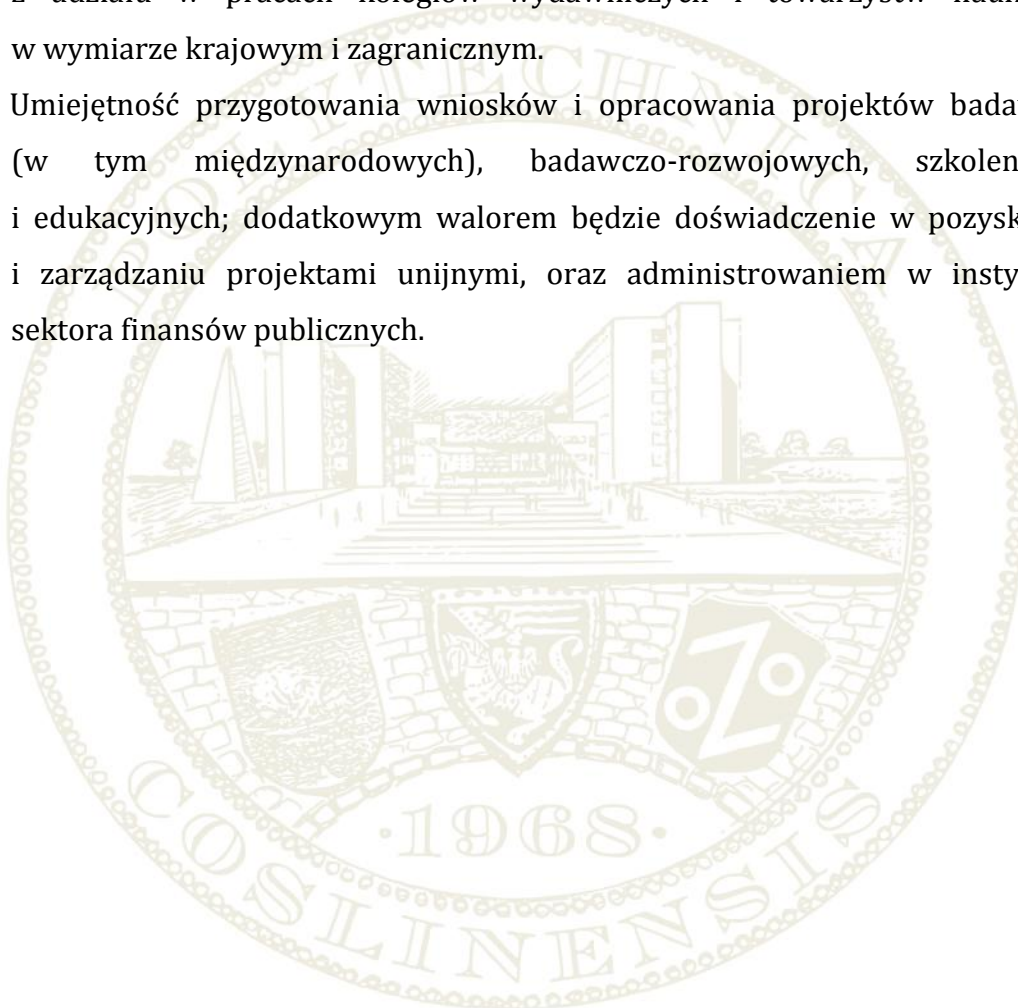 w wymiarze krajowym i zagranicznym.
Umiejętność przygotowania wniosków i opracowania projektów bada
(w tym międzynarodowych), badawczo-rozwojowych, szkolen
i edukacyjnych; dodatkowym walorem będzie doświadczenie w pozysk
i zarządzaniu projektami unijnymi, oraz administrowaniem w insty
sektora finansów publicznych.
POLYTECHNICA
·1968·
COSLINENSIS